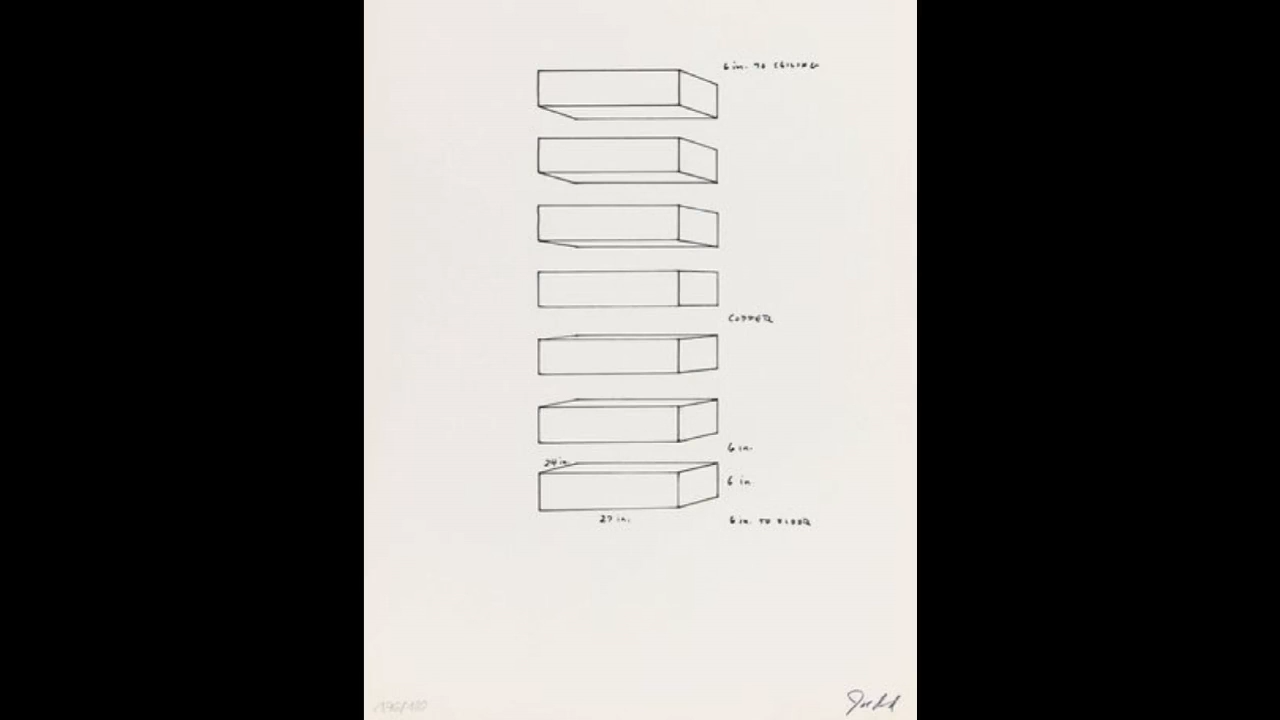 6 in. TO CEILING
COPPER
6 in.
24 in.
6 in.
27 in.
6 in. TO FLOOR
Judd